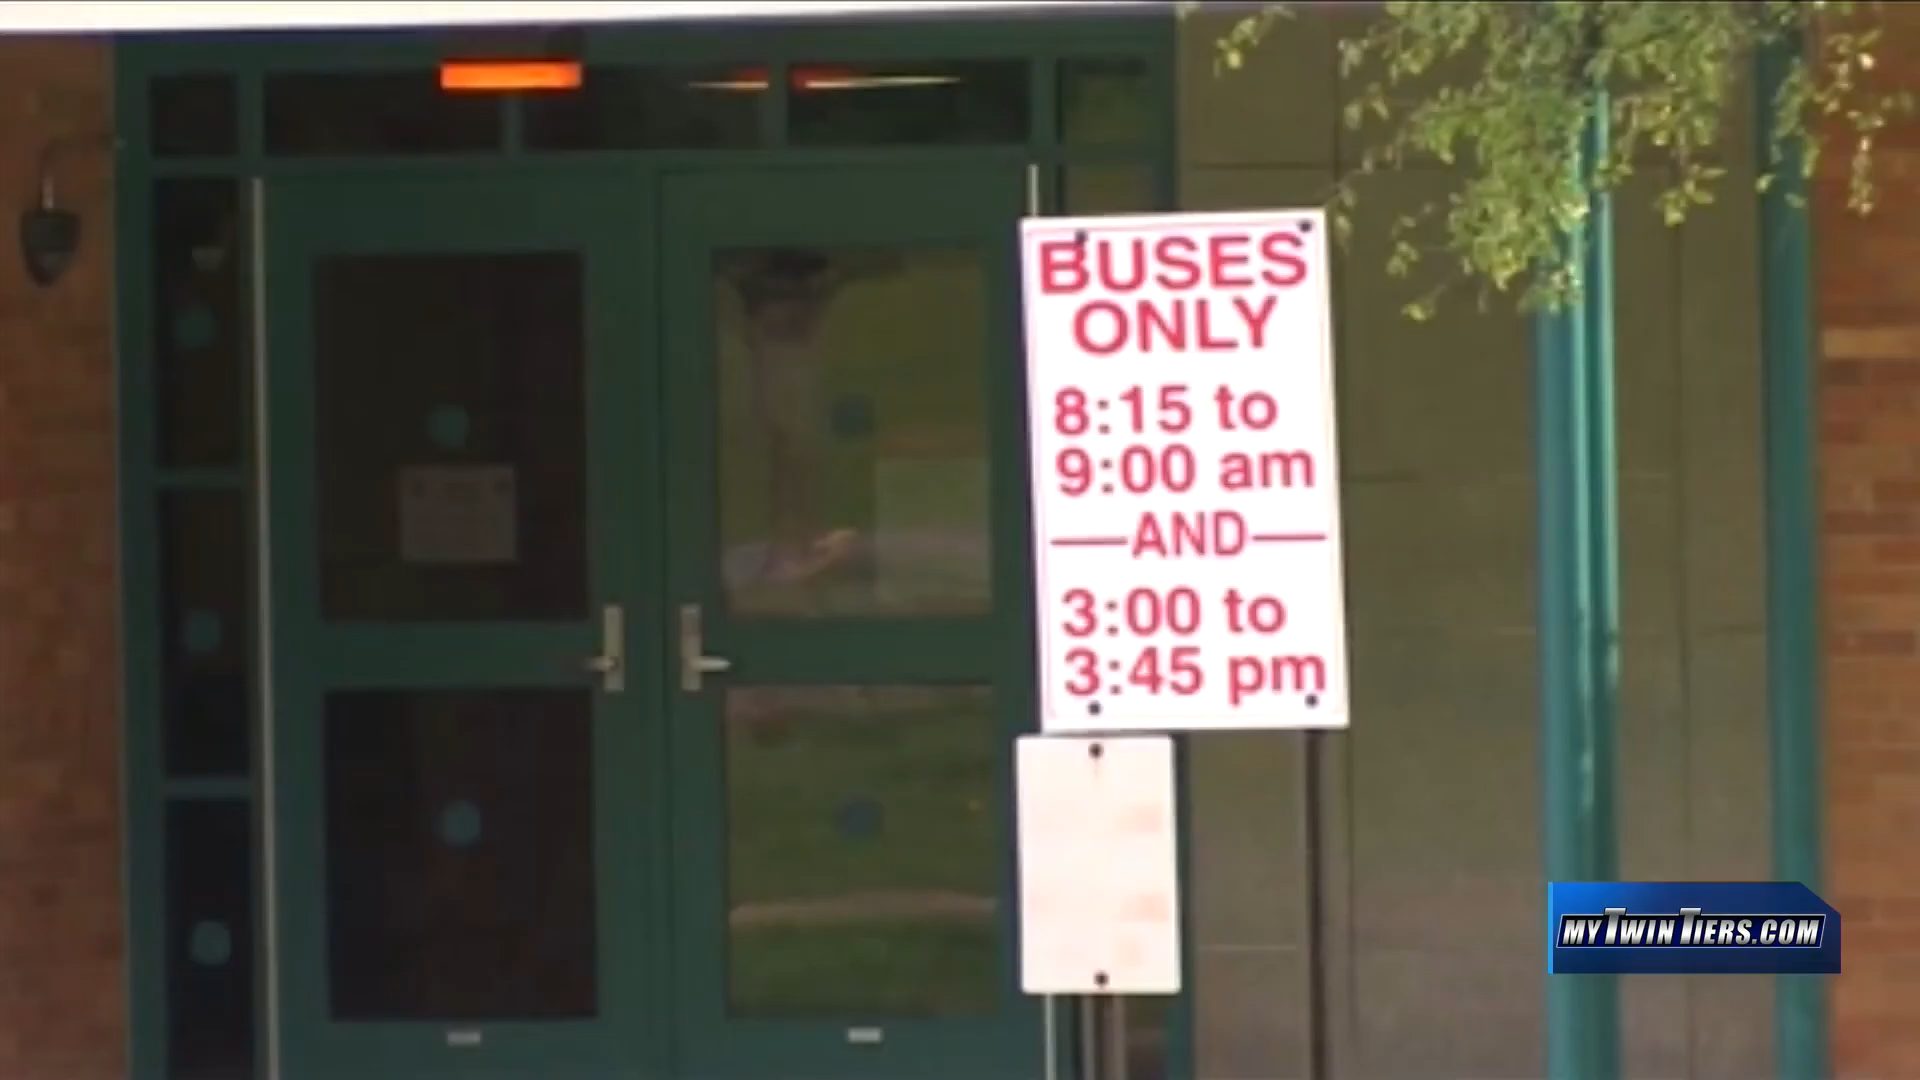 BUSES
ONLY
8:15 to
9:00 am
—AND—
3:00 to
3:45 pm
MYTWINTIERS.COM